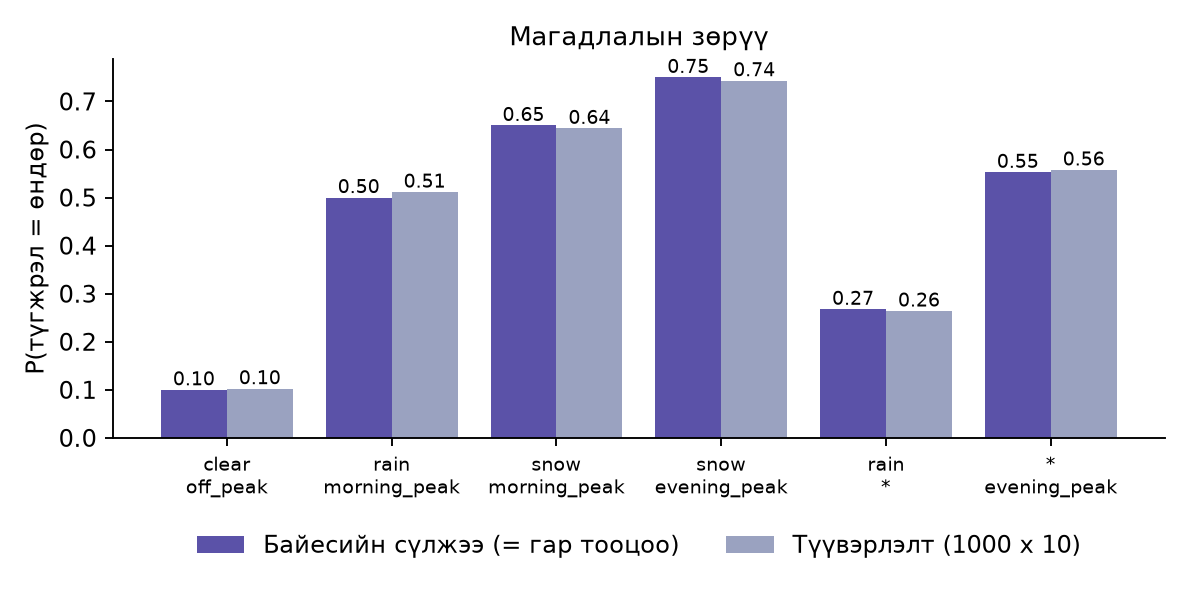 Магадлалын зөрүү
P(түгжрэл = өндөр)
0.7
0.6
0.5
0.4
0.3
0.2
0.1
0.0
0.10 0.10
0.50 0.51
0.65 0.64
0.75 0.74
0.27 0.26
0.55 0.56
clear
off_peak
rain
morning_peak
snow
morning_peak
snow
evening_peak
rain
*
*
evening_peak
Байесийн сүлжээ (= гар тооцоо)
Түүвэрлэлт (1000 x 10)